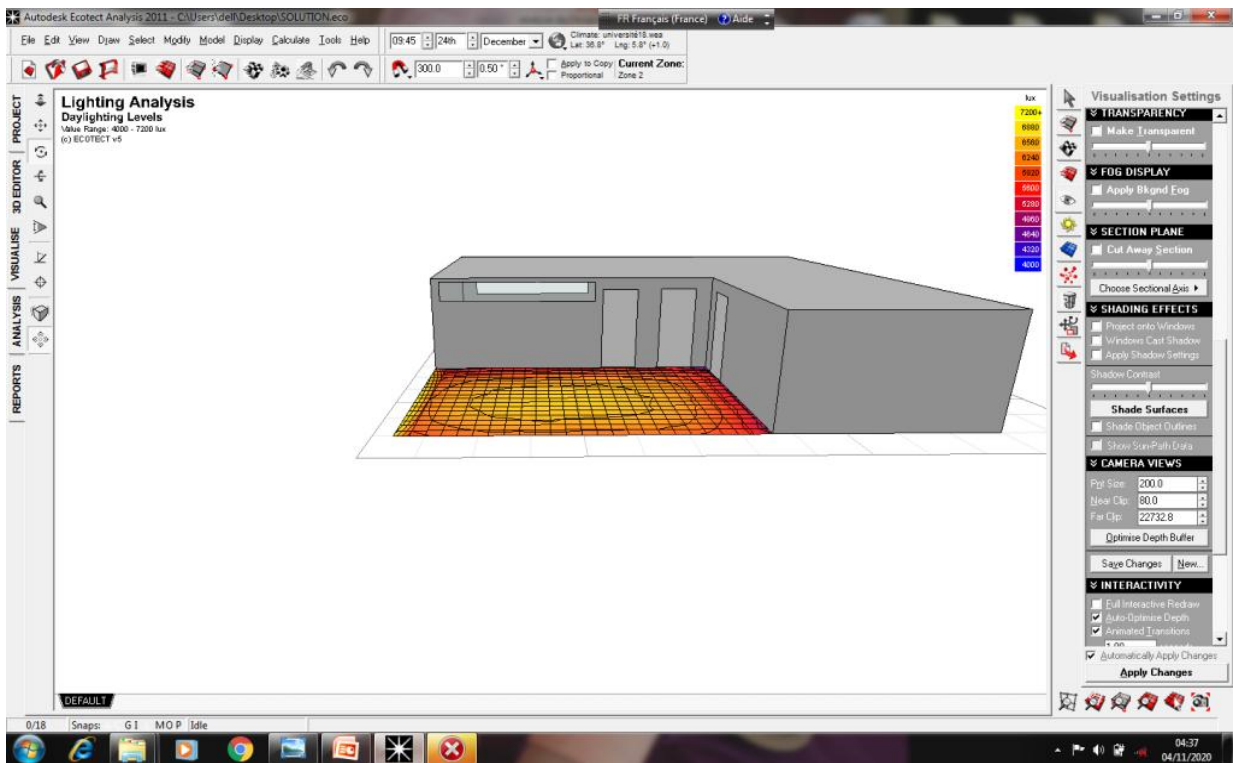 Autodesk Ecotect Analysis 2011 - C:\Users\dell\Desktop\SOLUTION.eco
FR Français (France) Aide
File Edit View Draw Select Modify Model Display Calculate Tools Help
09:45 24th December
Climate: université18.wea
Lat: 36.8° Lng: 5.8° (+1.0)
300.0 0.50 °
Apply to Copy
Proportional
Current Zone:
Zone 2
PROJECT
3D EDITOR
VISUALISE
ANALYSIS
REPORTS
Lighting Analysis
Daylighting Levels
Value Range: 4000 - 7200 lux
(c) ECOTECT v5
lux
7200+
6880
6560
6240
5920
5600
5280
4960
4640
4320
4000
Visualisation Settings
TRANSPARENCY
Make Transparent
FOG DISPLAY
Apply Bkgnd Fog
SECTION PLANE
Cut Away Section
Choose Sectional Axis
SHADING EFFECTS
Project onto Windows
Windows Cast Shadow
Apply Shadow Settings
Shadow Contrast
Shade Surfaces
Shade Object Outlines
Show Sun-Path Data
CAMERA VIEWS
Pnt Size: 200.0
Near Clip: 80.0
Far Clip: 22732.8
Optimise Depth Buffer
Save Changes New...
INTERACTIVITY
Full Interactive Redraw
Auto-Optimise Depth
Animated Transitions
Automatically Apply Changes
Apply Changes
DEFAULT
0/18 Snaps: G I M O P Idle
04:37
04/11/2020